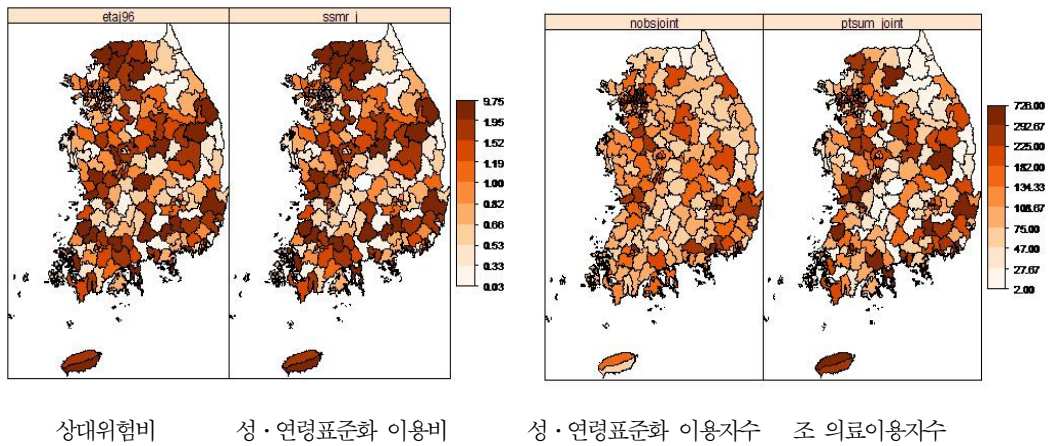 etaj96
ssmr_j
nobsjoint
ptsum_joint
9.75
1.95
1.52
1.19
1.00
0.82
0.66
0.53
0.33
0.03
726.00
292.67
225.00
182.00
134.33
106.67
75.00
47.00
27.67
2.00
상대위험비
성・연령표준화 이용비
성・연령표준화 이용자수
조 의료이용자수